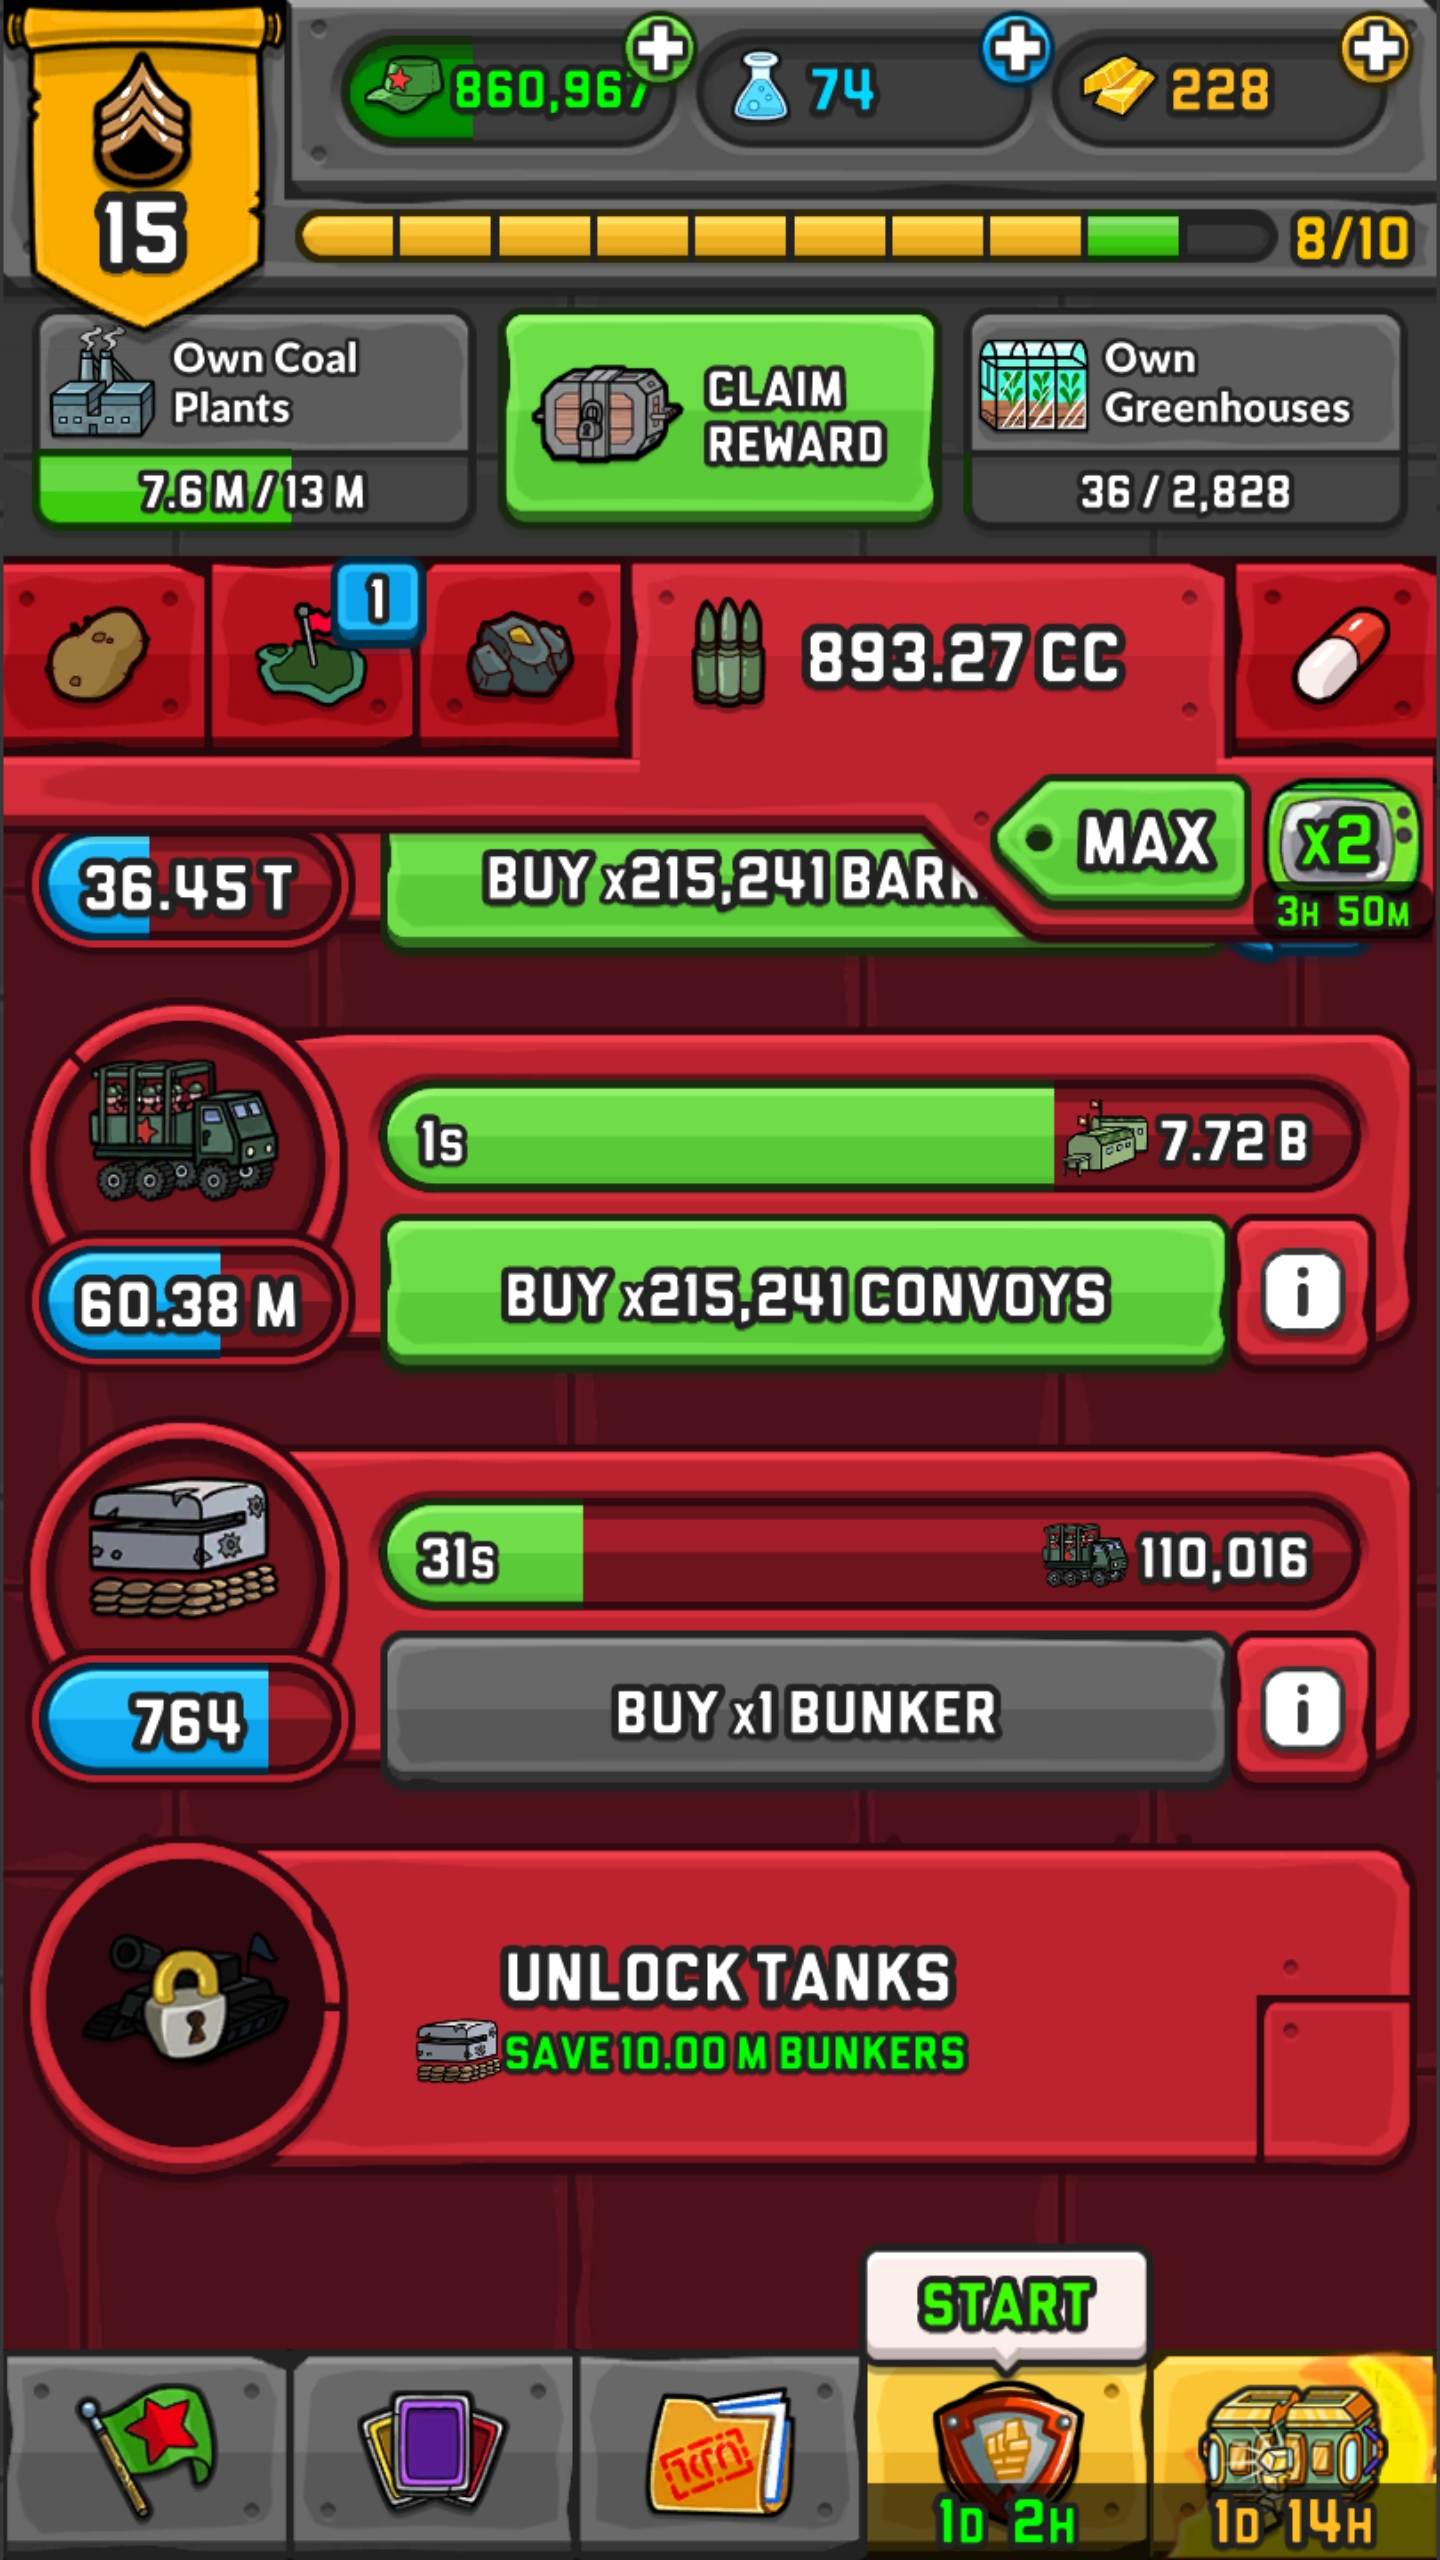 860,967
74
228
15
8/10
Own Coal
Plants
7.6 M / 13 M
CLAIM
REWARD
Own
Greenhouses
36 / 2,828
1
893.27 CC
MAX
x2
3H 50M
36.45 T
BUY x215,241 BARR
1s
7.72 B
60.38 M
BUY x215,241 CONVOYS
i
31s
110,016
764
BUY x1 BUNKER
i
UNLOCK TANKS
SAVE 10.00 M BUNKERS
START
1D 2H
1D 14H